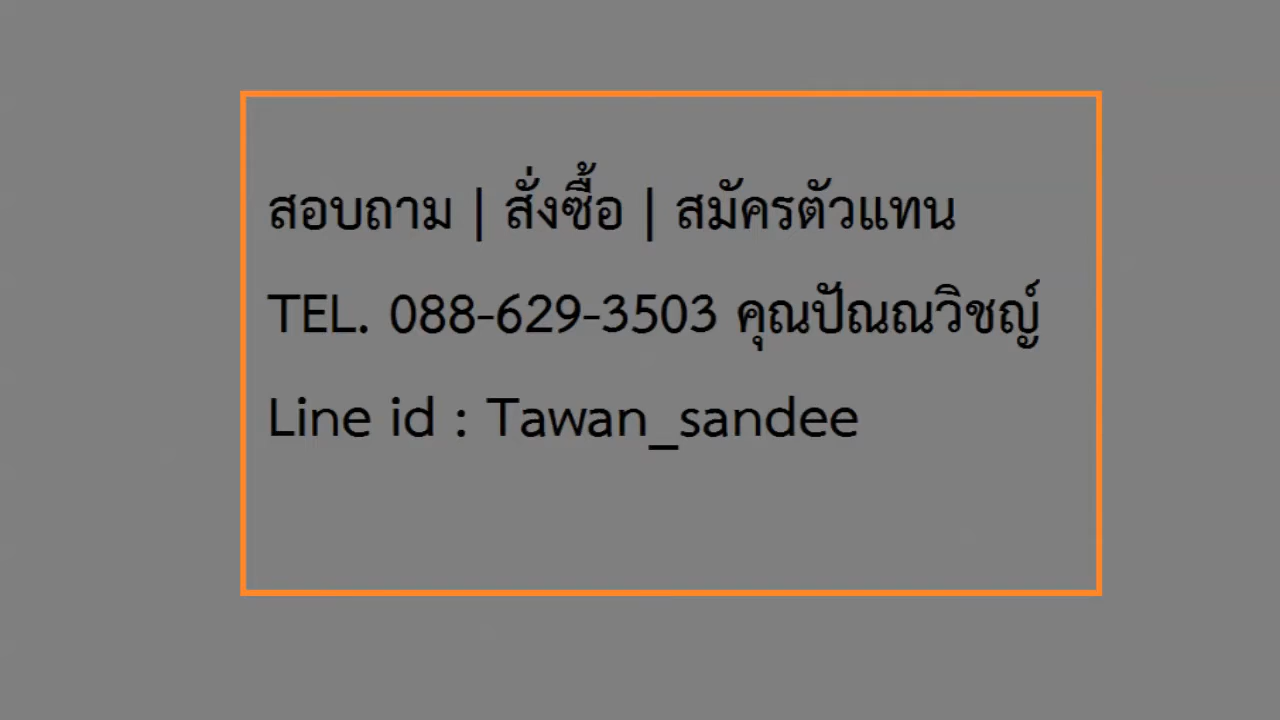 สอบถาม | สั่งซื้อ | สมัครตัวแทน
TEL. 088-629-3503 คุณปัณณวิชญ์
Line id : Tawan_sandee